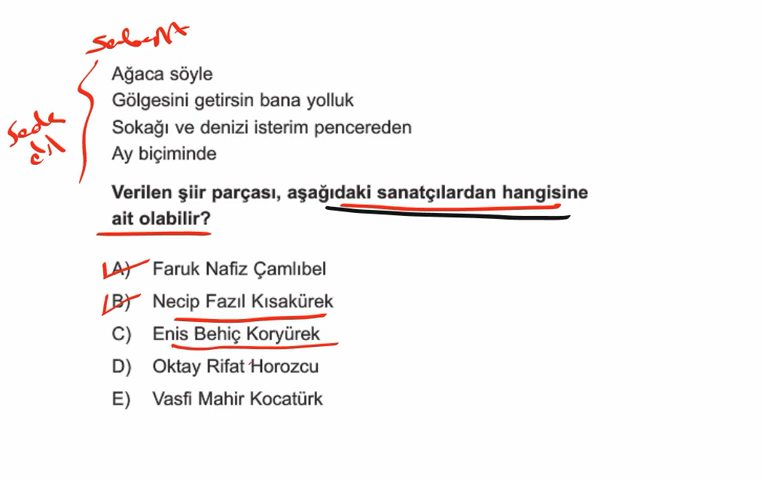 Ağaca söyle
Gölgesini getirsin bana yolluk
Sokağı ve denizi isterim pencereden
Ay biçiminde
Verilen şiir parçası, aşağıdaki sanatçılardan hangisine
ait olabilir?
A) Faruk Nafiz Çamlıbel
B) Necip Fazıl Kısakürek
C) Enis Behiç Koryürek
D) Oktay Rifat Horozcu
E) Vasfi Mahir Kocatürk